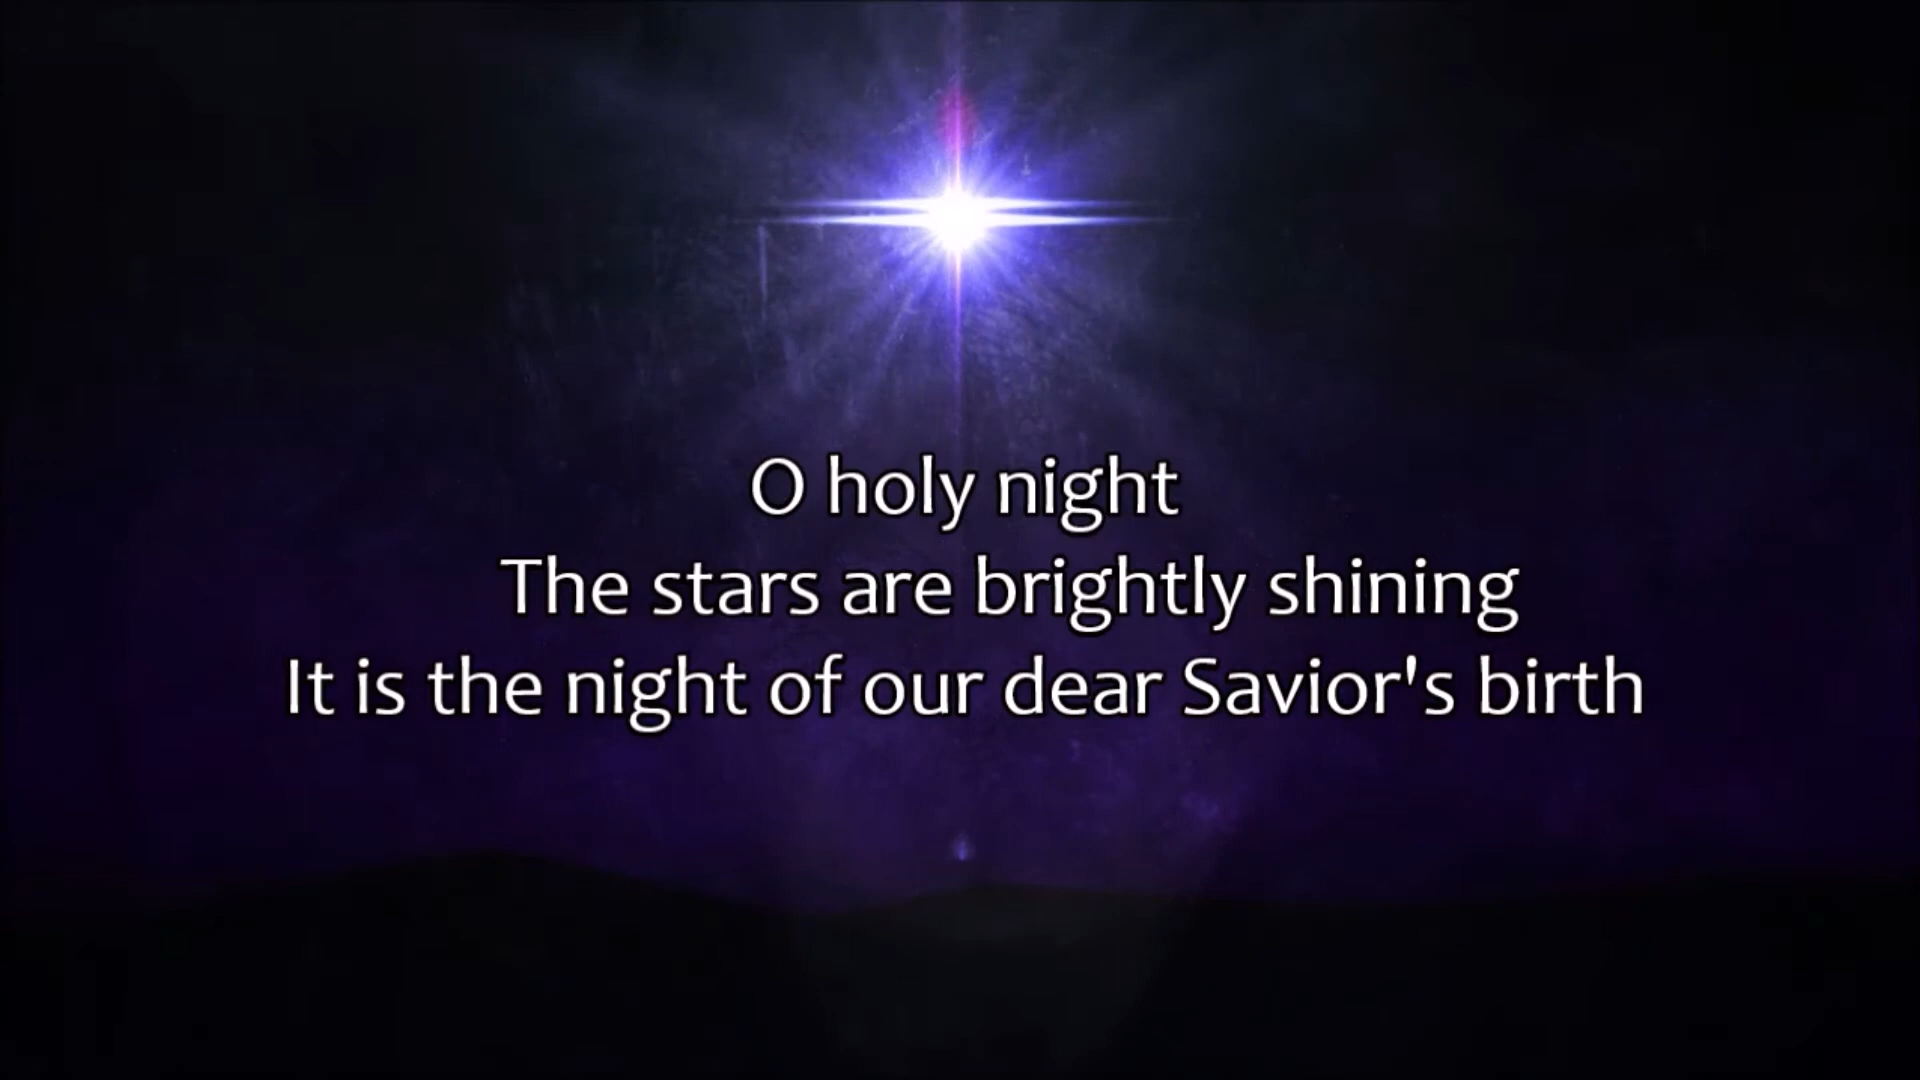 O holy night
The stars are brightly shining
It is the night of our dear Savior's birth